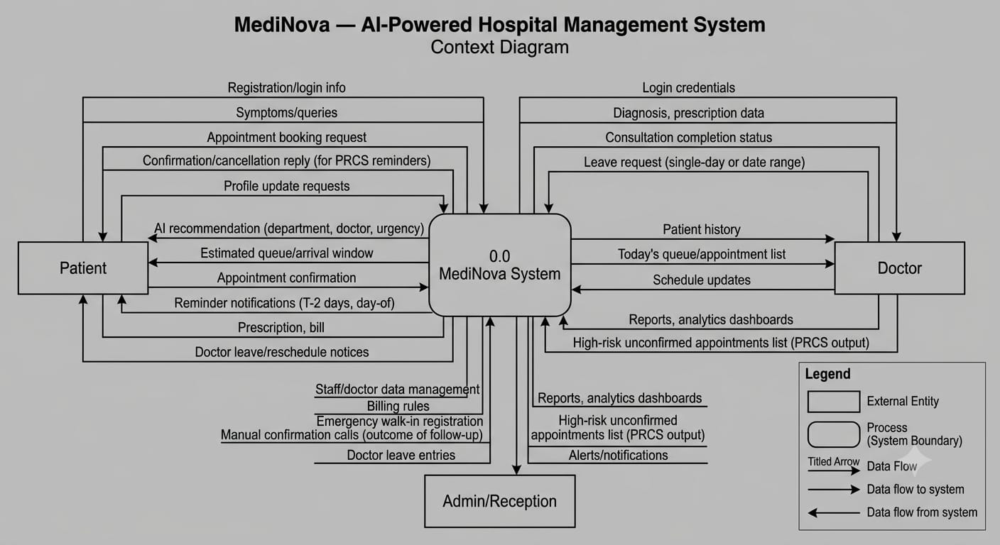 MediNova — AI-Powered Hospital Management System
Context Diagram
Registration/login info
Symptoms/queries
Appointment booking request
Confirmation/cancellation reply (for PRCS reminders)
Profile update requests
AI recommendation (department, doctor, urgency)
Estimated queue/arrival window
Appointment confirmation
Reminder notifications (T-2 days, day-of)
Prescription, bill
Doctor leave/reschedule notices
Patient
0.0
MediNova System
Login credentials
Diagnosis, prescription data
Consultation completion status
Leave request (single-day or date range)
Patient history
Today's queue/appointment list
Schedule updates
Reports, analytics dashboards
High-risk unconfirmed appointments list (PRCS output)
Doctor
Staff/doctor data management
Billing rules
Emergency walk-in registration
Manual confirmation calls (outcome of follow-up)
Doctor leave entries
Reports, analytics dashboards
High-risk unconfirmed
appointments list (PRCS output)
Alerts/notifications
Admin/Reception
Legend
External Entity
Process
(System Boundary)
Titled Arrow
Data Flow
Data flow to system
Data flow from system